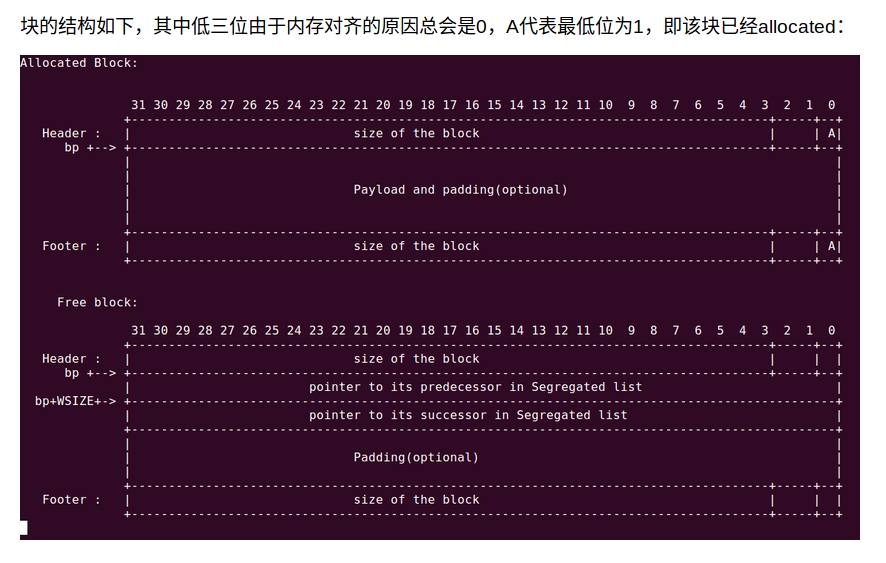 块的结构如下，其中低三位由于内存对齐的原因总会是0，A代表最低位为1，即该块已经allocated：
Allocated Block:
31 30 29 28 27 26 25 24 23 22 21 20 19 18 17 16 15 14 13 12 11 10 9 8 7 6 5 4 3 2 1 0
Header : | size of the block | | A|
bp +-->
Payload and padding(optional)
Footer : | size of the block | | A|
Free block:
31 30 29 28 27 26 25 24 23 22 21 20 19 18 17 16 15 14 13 12 11 10 9 8 7 6 5 4 3 2 1 0
Header : | size of the block | | |
bp +-->
pointer to its predecessor in Segregated list
bp+WSIZE+->
pointer to its successor in Segregated list
Padding(optional)
Footer : | size of the block | | |